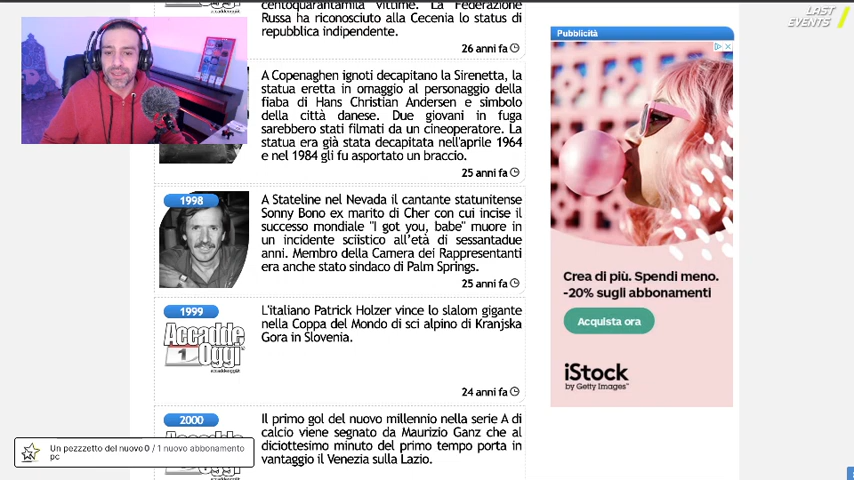 centoquarantamila vittime. La Federazione
Russa ha riconosciuto alla Cecenia lo status di
repubblica indipendente.
26 anni fa
A Copenaghen ignoti decapitano la Sirenetta, la
statua eretta in omaggio al personaggio della
fiaba di Hans Christian Andersen e simbolo
della città danese. Due giovani in fuga
sarebbero stati filmati da un cineoperatore. La
statua era già stata decapitata nell'aprile 1964
e nel 1984 gli fu asportato un braccio.
25 anni fa
1998
A Stateline nel Nevada il cantante statunitense
Sonny Bono ex marito di Cher con cui incise il
successo mondiale "I got you, babe" muore in
un incidente sciistico all'età di sessantadue
anni. Membro della Camera dei Rappresentanti
era anche stato sindaco di Palm Springs.
25 anni fa
1999
Accadde
1 Oggi
L'italiano Patrick Holzer vince lo slalom gigante
nella Coppa del Mondo di sci alpino di Kranjska
Gora in Slovenia.
24 anni fa
2000
Il primo gol del nuovo millennio nella serie A di
calcio viene segnato da Maurizio Ganz che al
diciottesimo minuto del primo tempo porta in
vantaggio il Venezia sulla Lazio.
Un pezzzetto del nuovo 0 / 1 nuovo abbonamento
pc
LAST
EVENTS
Pubblicità
Crea di più. Spendi meno.
-20% sugli abbonamenti
Acquista ora
iStock
by Getty Images™